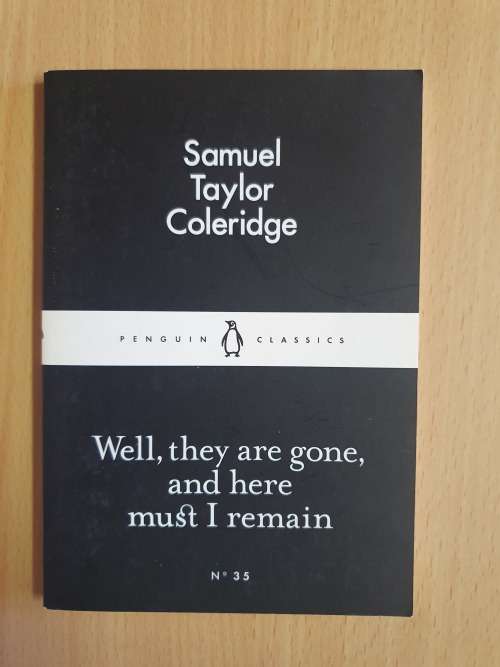 Samuel
Taylor
Coleridge
PENGUIN CLASSICS
Well, they are gone,
and here
must I remain
Nº 35